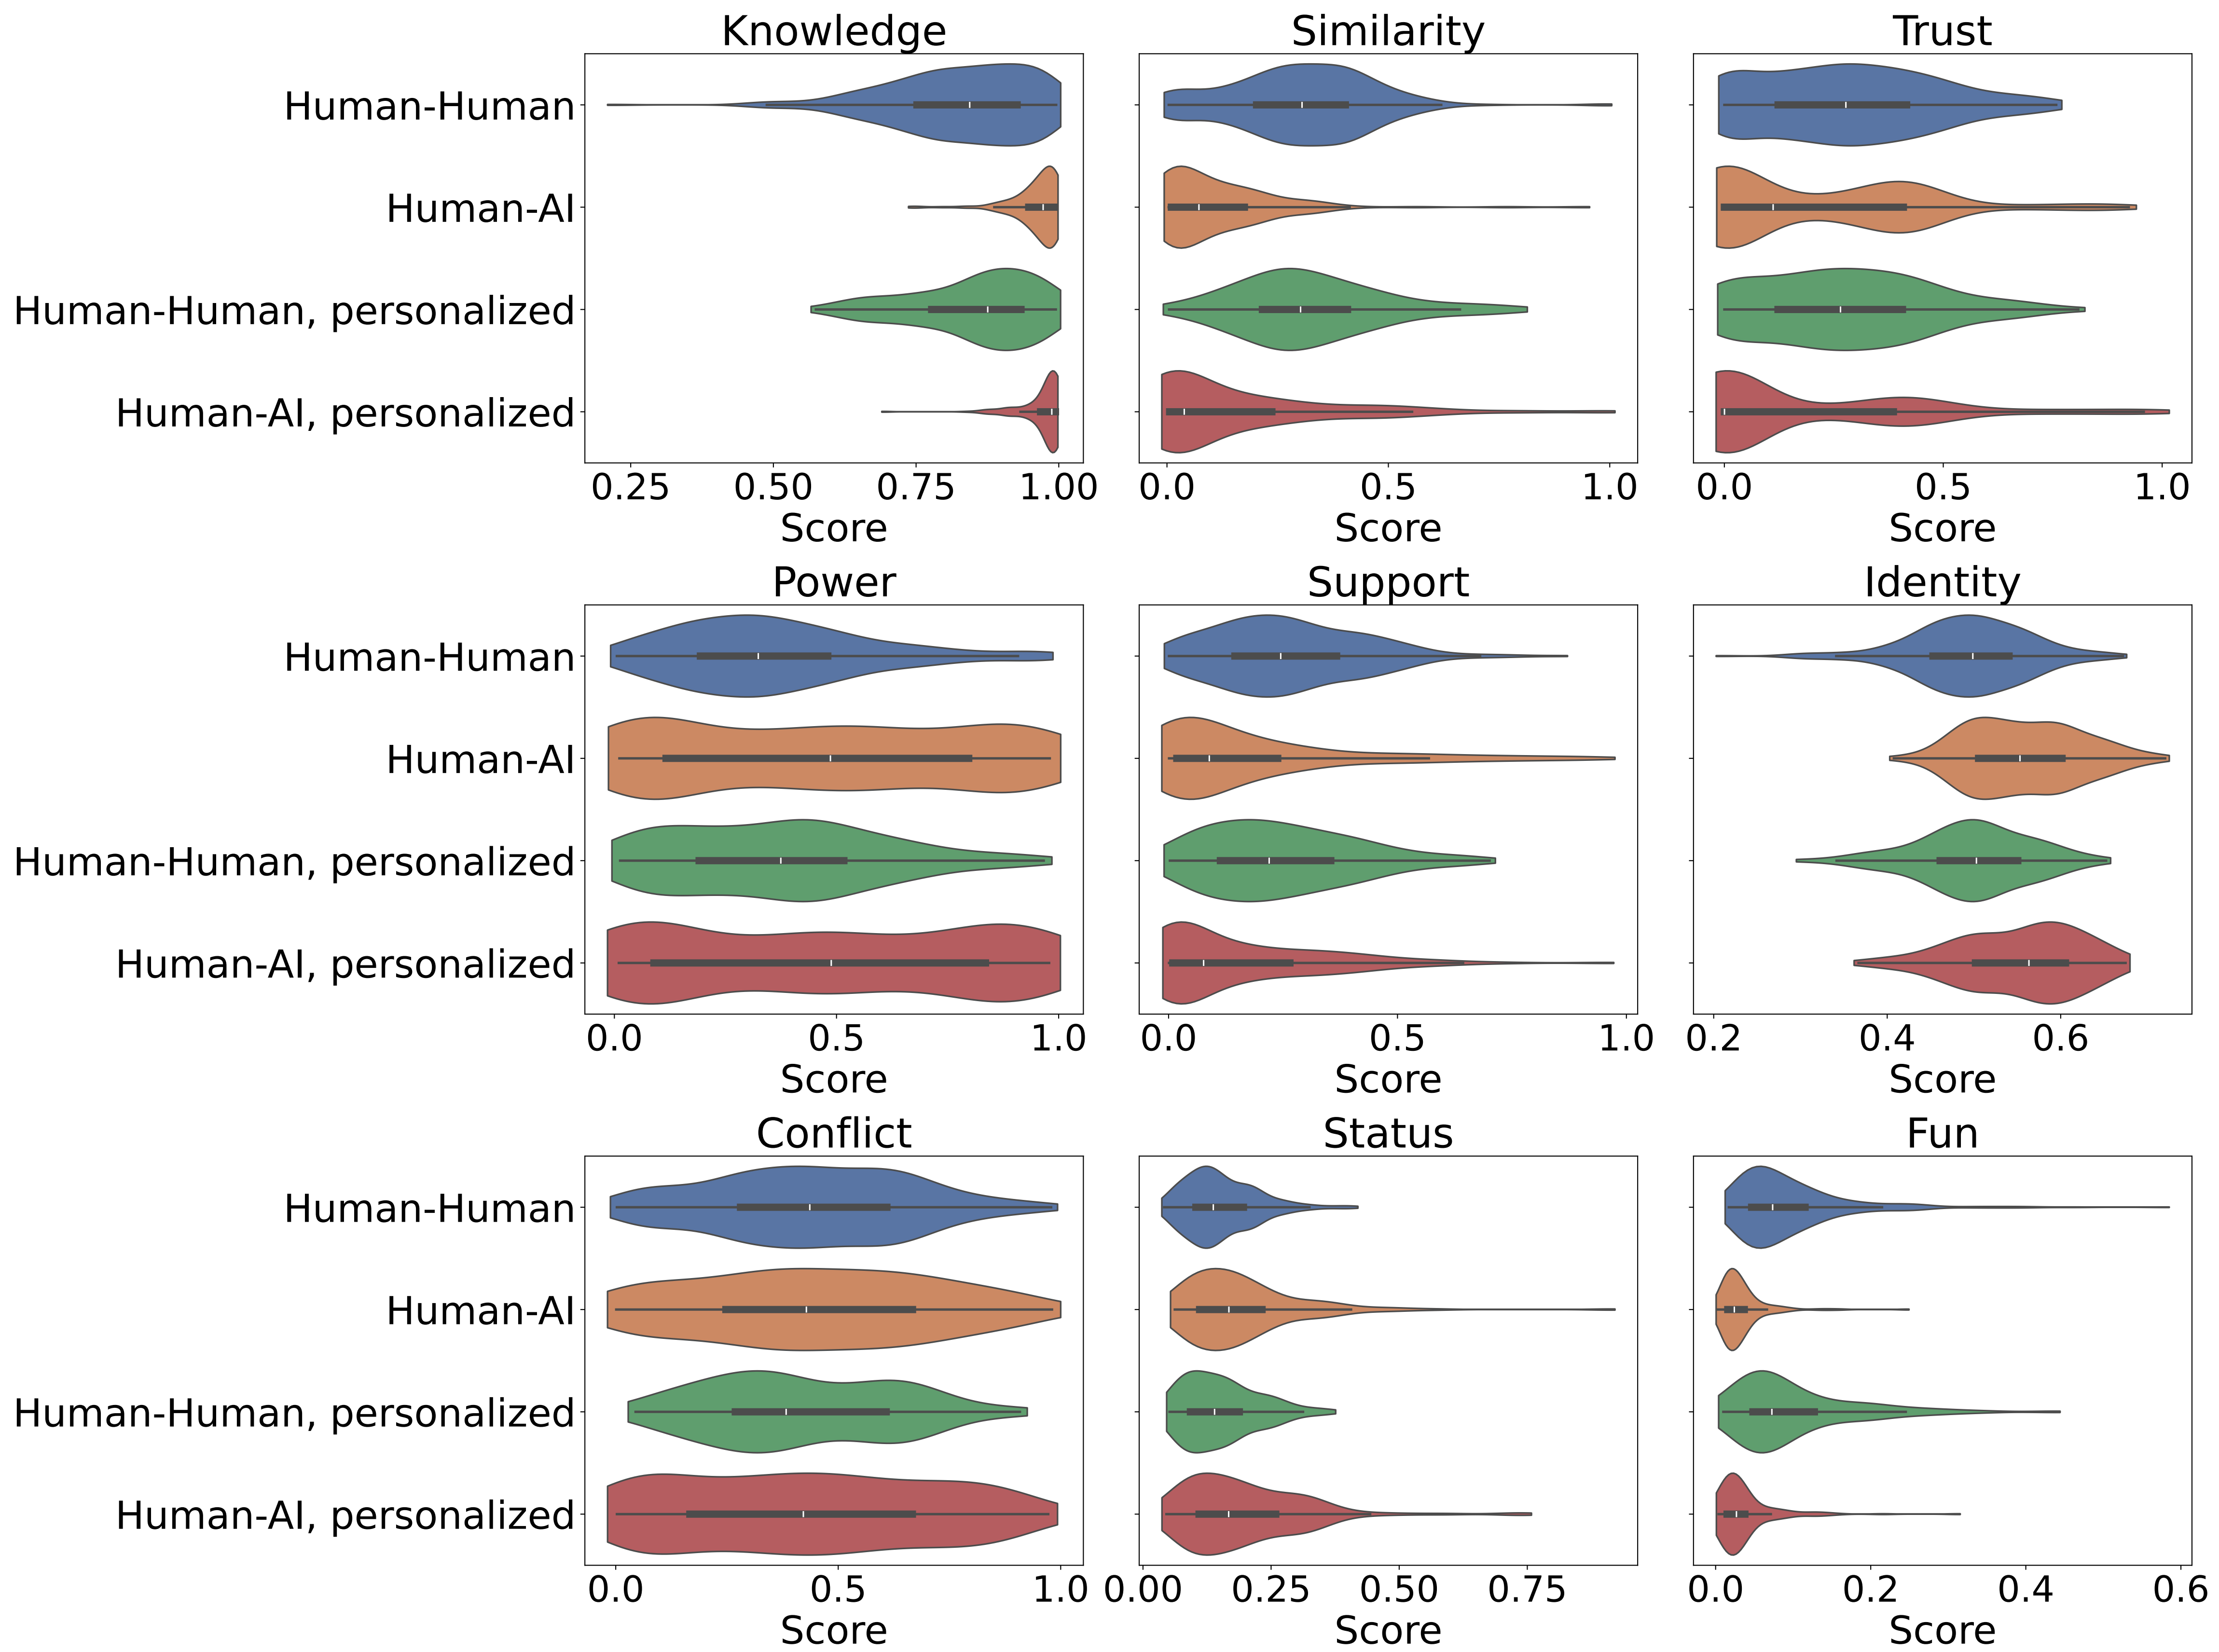 Knowledge Similarity Trust
Human-Human
Human-AI
Human-Human, personalized
Human-AI, personalized
0.25 0.50 0.75 1.00 0.0 0.5 1.0 0.0 0.5 1.0
Score Score Score
Power Support Identity
Human-Human
Human-AI
Human-Human, personalized
Human-AI, personalized
0.0 0.5 1.0 0.0 0.5 1.0 0.2 0.4 0.6
Score Score Score
Conflict Status Fun
Human-Human
Human-AI
Human-Human, personalized
Human-AI, personalized
0.0 0.5 1.0 0.00 0.25 0.50 0.75 0.0 0.2 0.4 0.6
Score Score Score